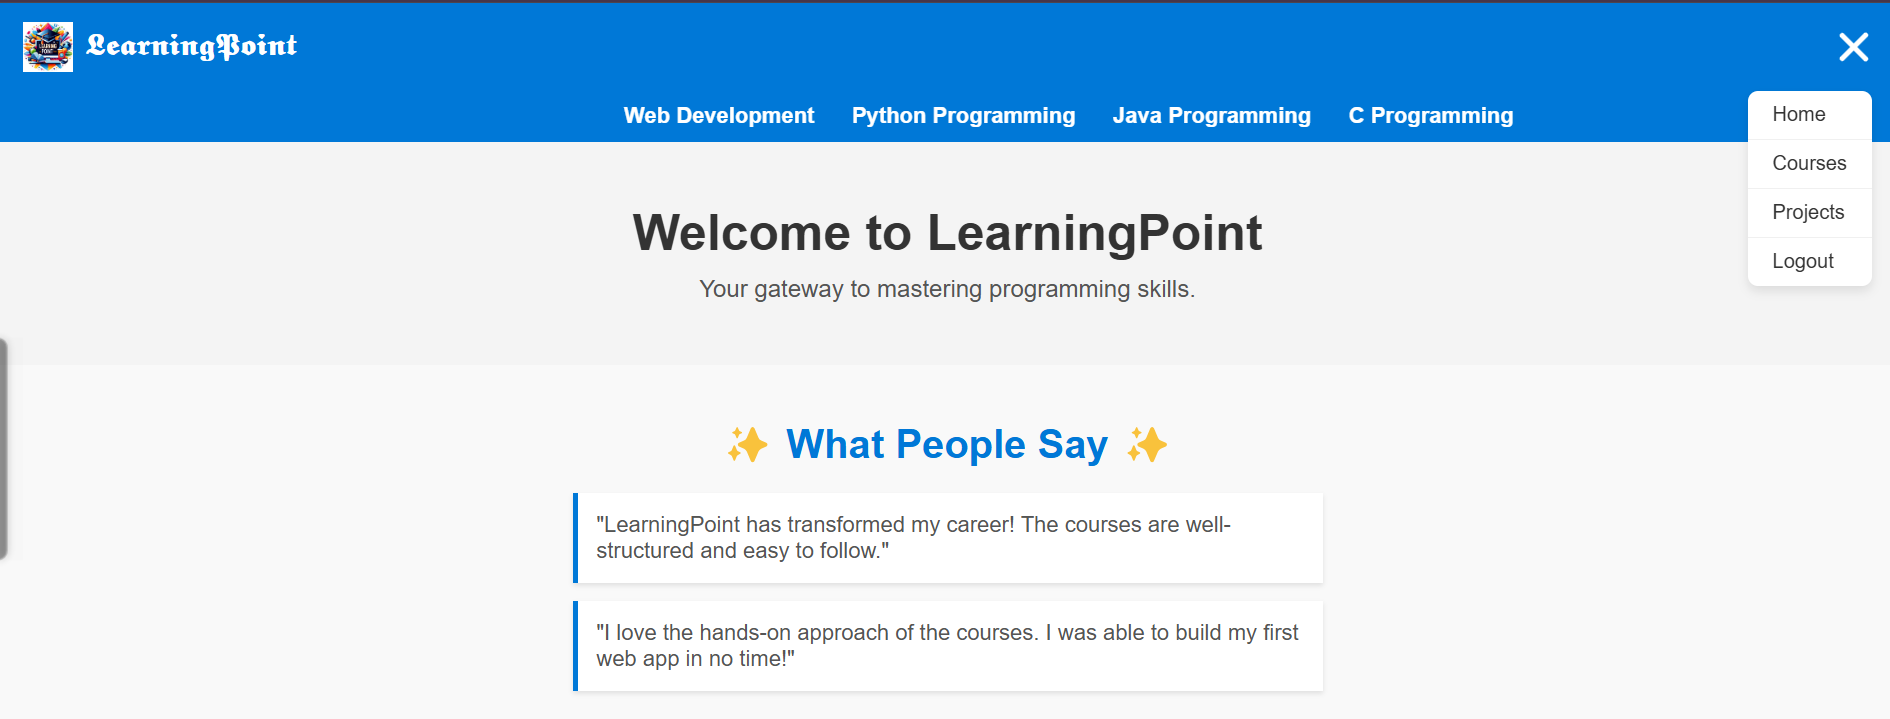 LEARNING
POINT
LearningPoint
Web Development Python Programming Java Programming C Programming
Home
Courses
Projects
Logout
Welcome to LearningPoint
Your gateway to mastering programming skills.
✨ What People Say ✨
"LearningPoint has transformed my career! The courses are well-
structured and easy to follow."
"I love the hands-on approach of the courses. I was able to build my first
web app in no time!"